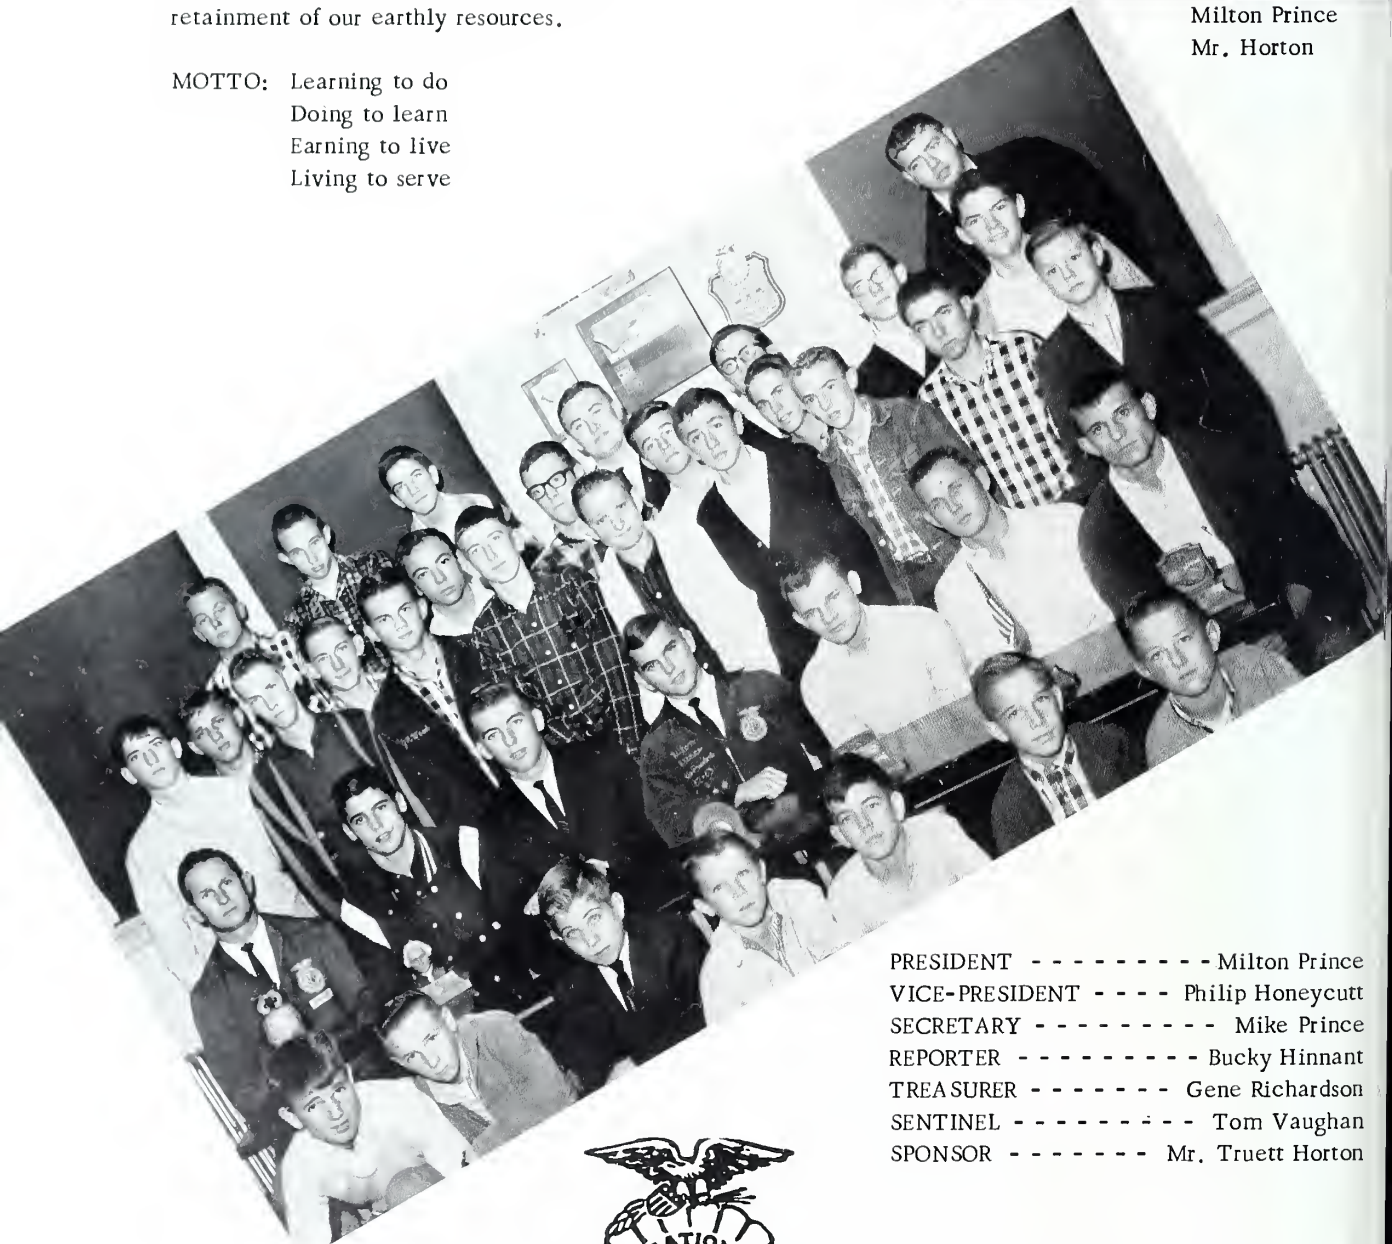 retainment of our earthly resources.
MOTTO: Learning to do
Doing to learn
Earning to live
Living to serve
Milton Prince
Mr. Horton
PRESIDENT - - - - - - - - - Milton Prince
VICE-PRESIDENT - - - - Philip Honeycutt
SECRETARY - - - - - - - - - Mike Prince
REPORTER - - - - - - - - - Bucky Hinnant
TREASURER - - - - - - - Gene Richardson
SENTINEL - - - - - - - - - Tom Vaughan
SPONSOR - - - - - - - Mr. Truett Horton